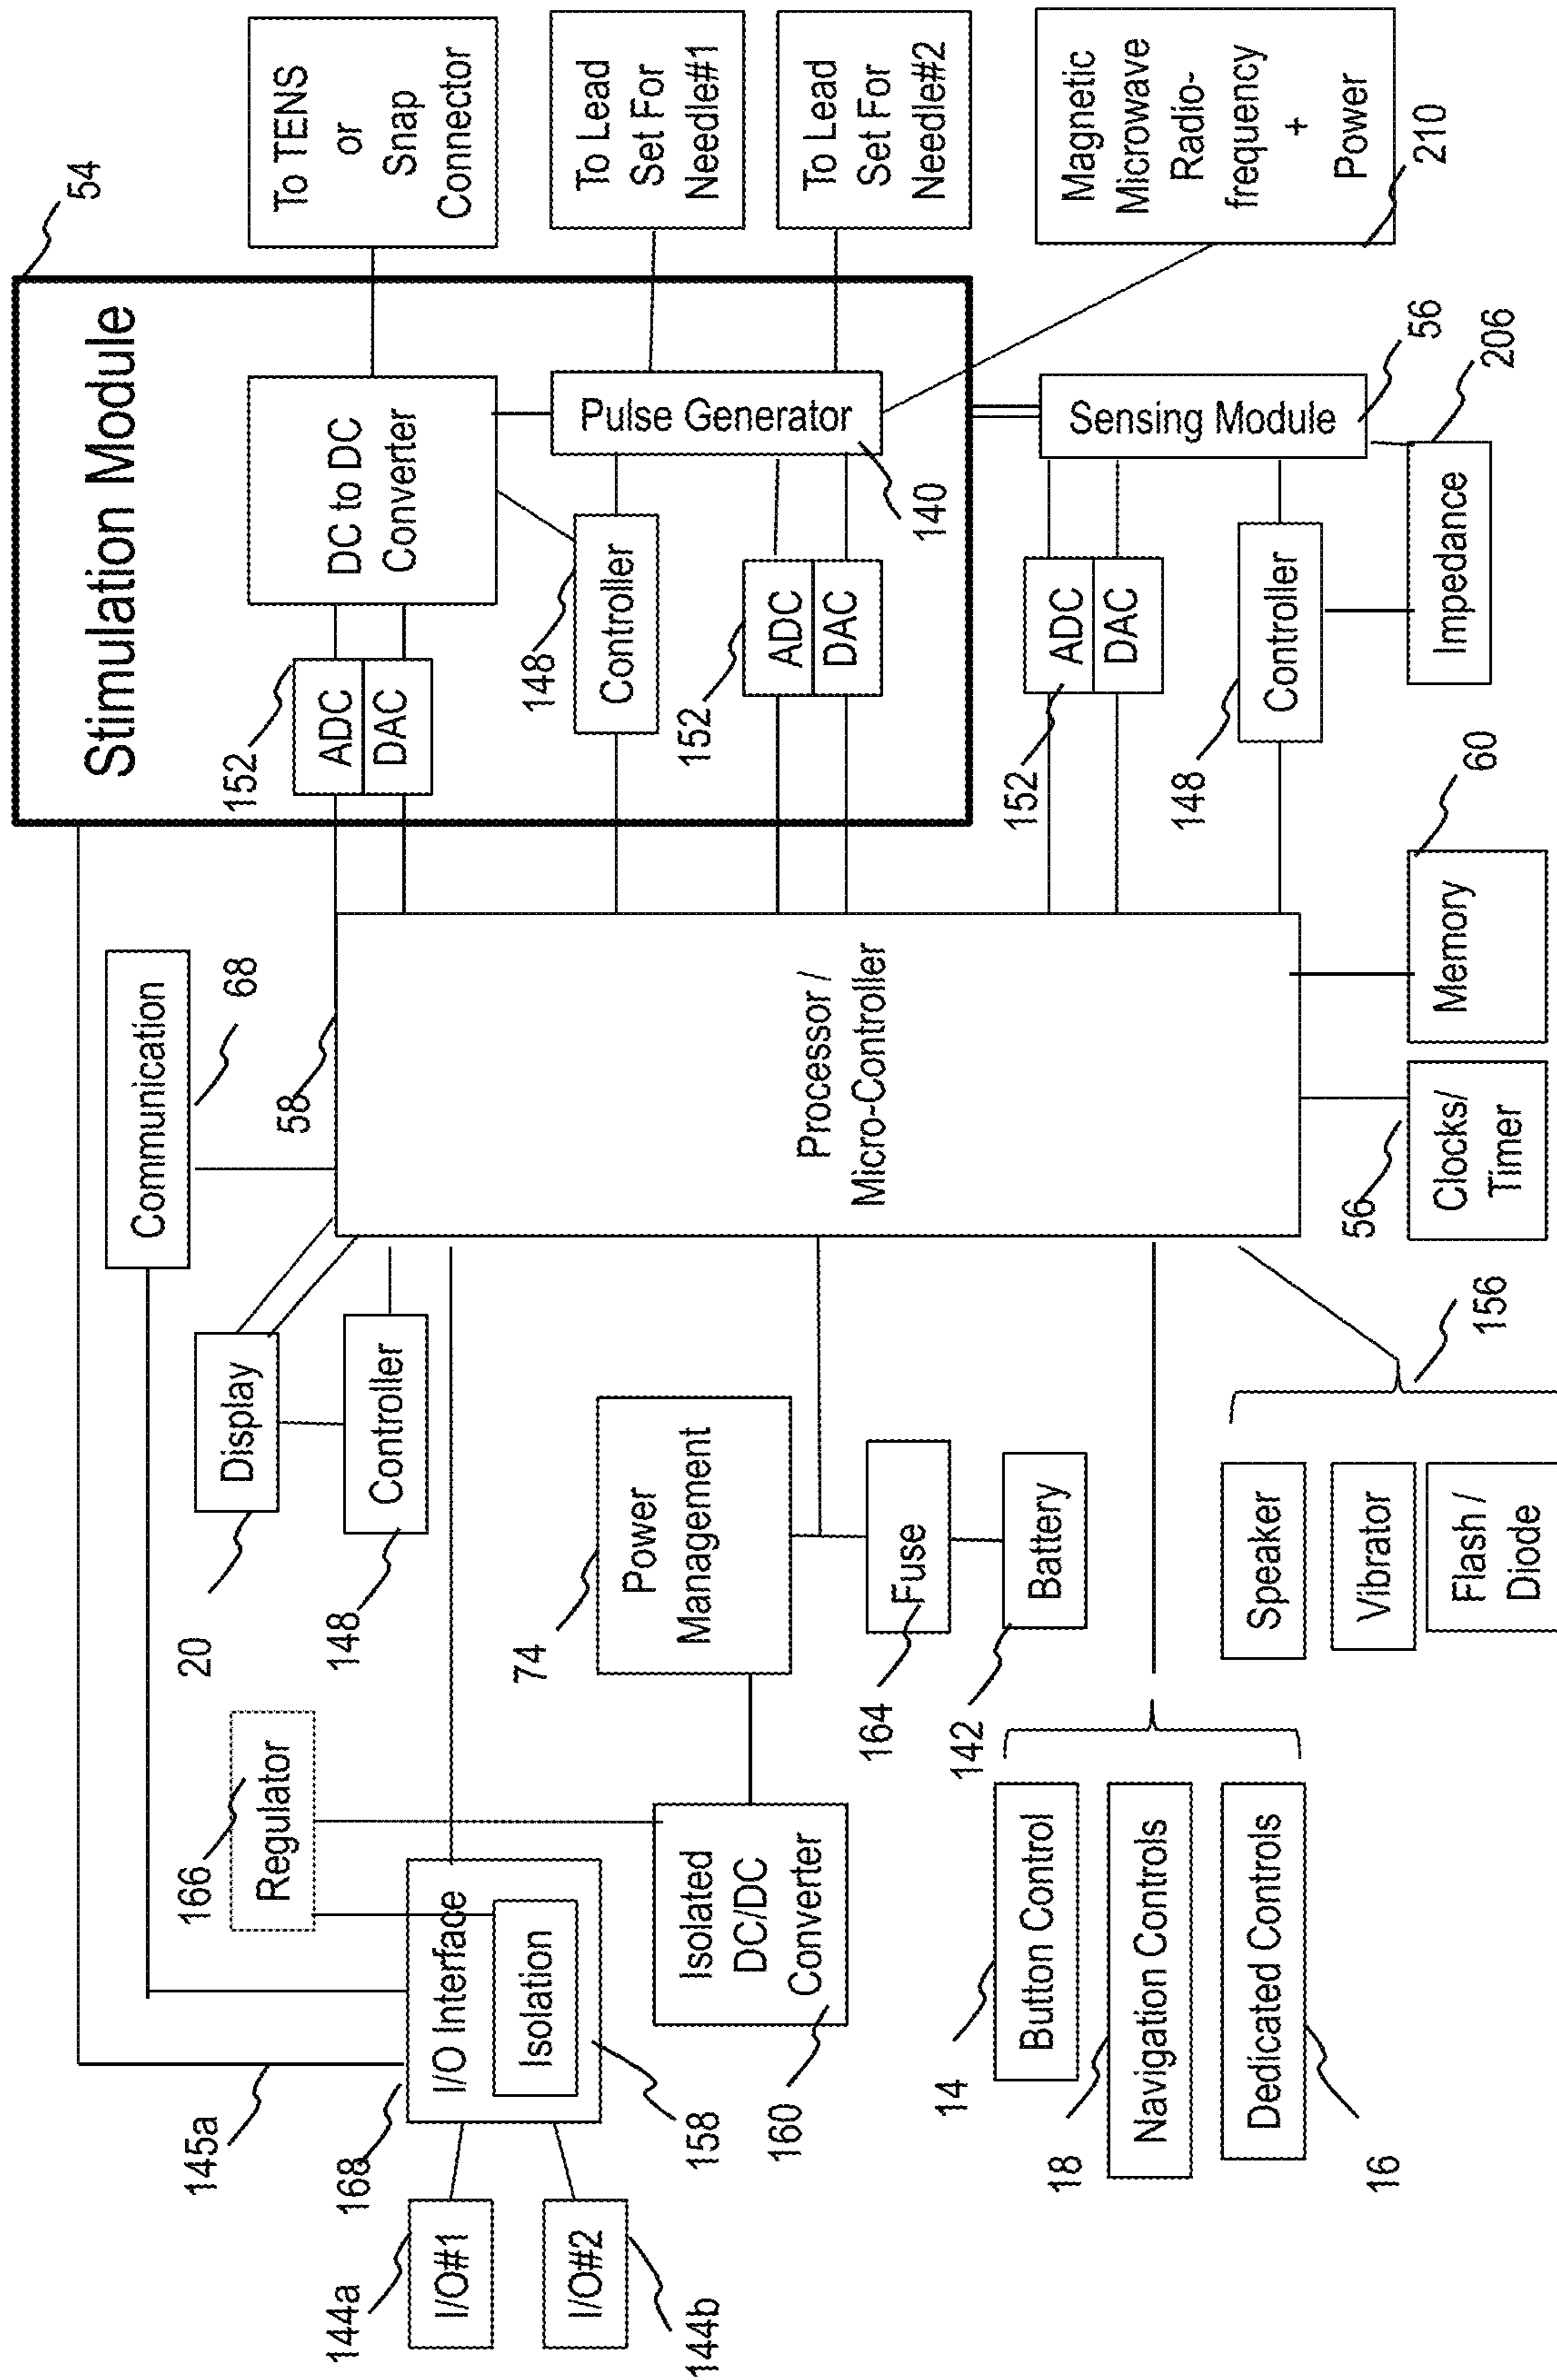 Stimulation Module
54
To TENS
or
Snap
Connector
DC to DC
Converter
152
ADC
DAC
To Lead
Set For
Needle#1
Pulse Generator
140
148
Controller
152
ADC
DAC
To Lead
Set For
Needle#2
Magnetic
Microwave
Radio-
frequency
+
Power
210
Sensing Module
56
152
ADC
DAC
148
Controller
206
Impedance
Communication
68
58
Processor /
Micro-Controller
60
Memory
56
Clocks/
Timer
Display
20
Controller
148
Regulator
166
145a
168
I/O Interface
Isolation
158
144a
I/O#1
I/O#2
144b
74
Power
Management
Isolated
DC/DC
Converter
160
Fuse
164
Battery
142
14
Button Control
18
Navigation Controls
Dedicated Controls
16
156
Speaker
Vibrator
Flash /
Diode